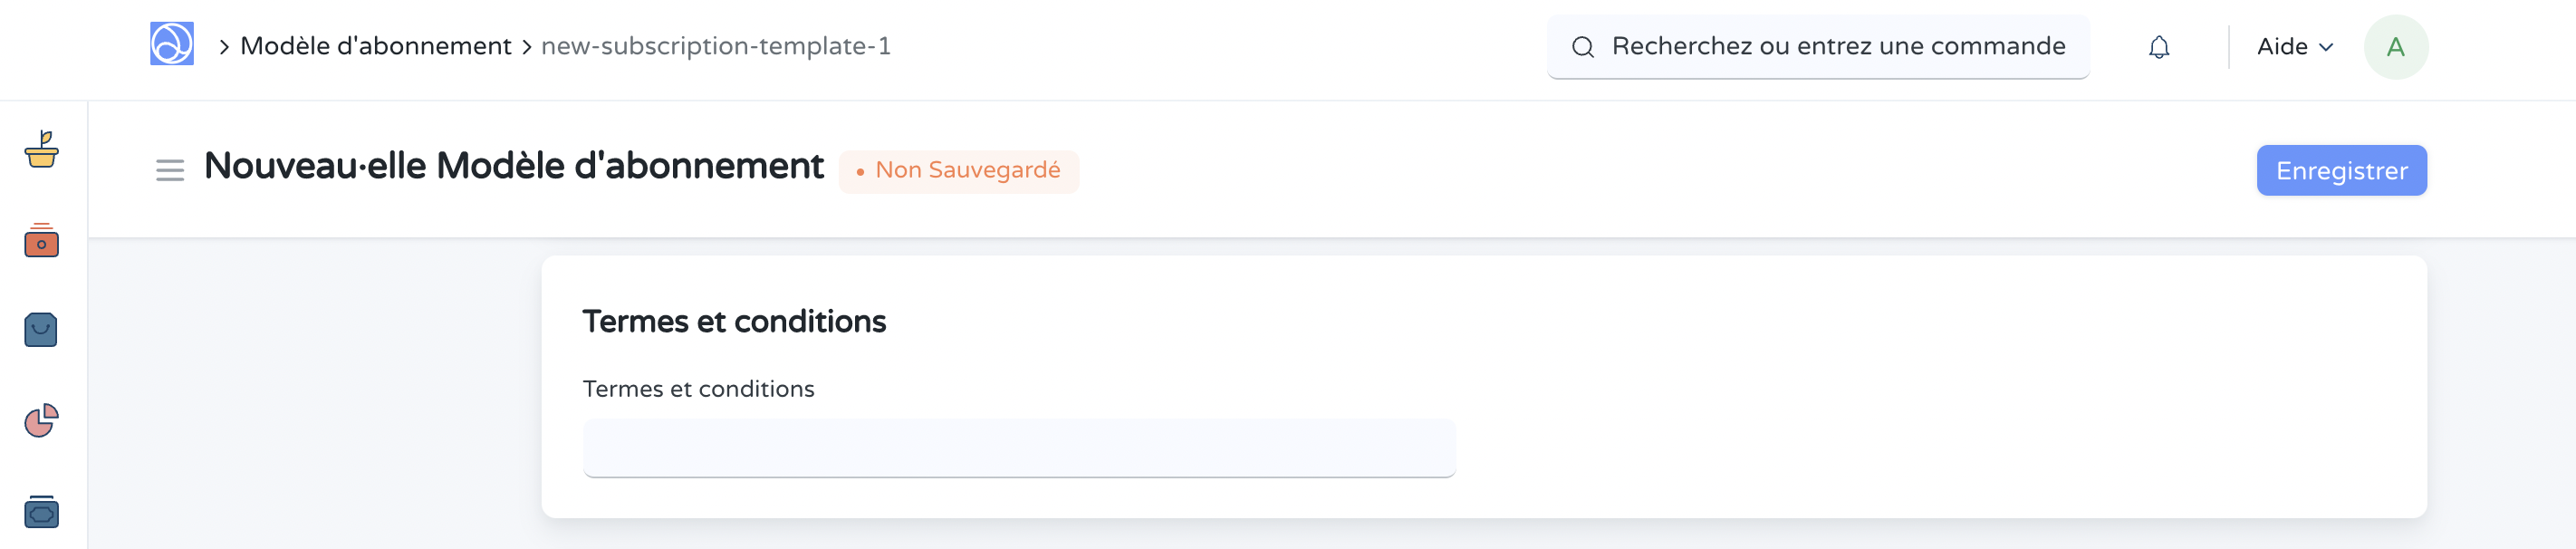 Modèle d'abonnement
new-subscription-template-1
Recherchez ou entrez une commande
Aide
A
Nouveau·elle Modèle d'abonnement
• Non Sauvegardé
Enregistrer
Termes et conditions
Termes et conditions